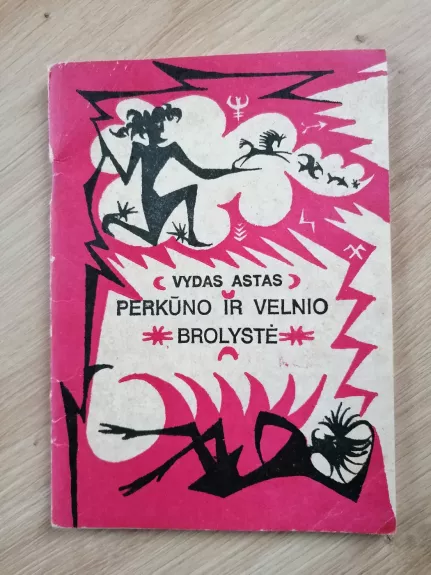 VYDAS ASTAS
PERKŪNO IR VELNIO
BROLYSTĖ